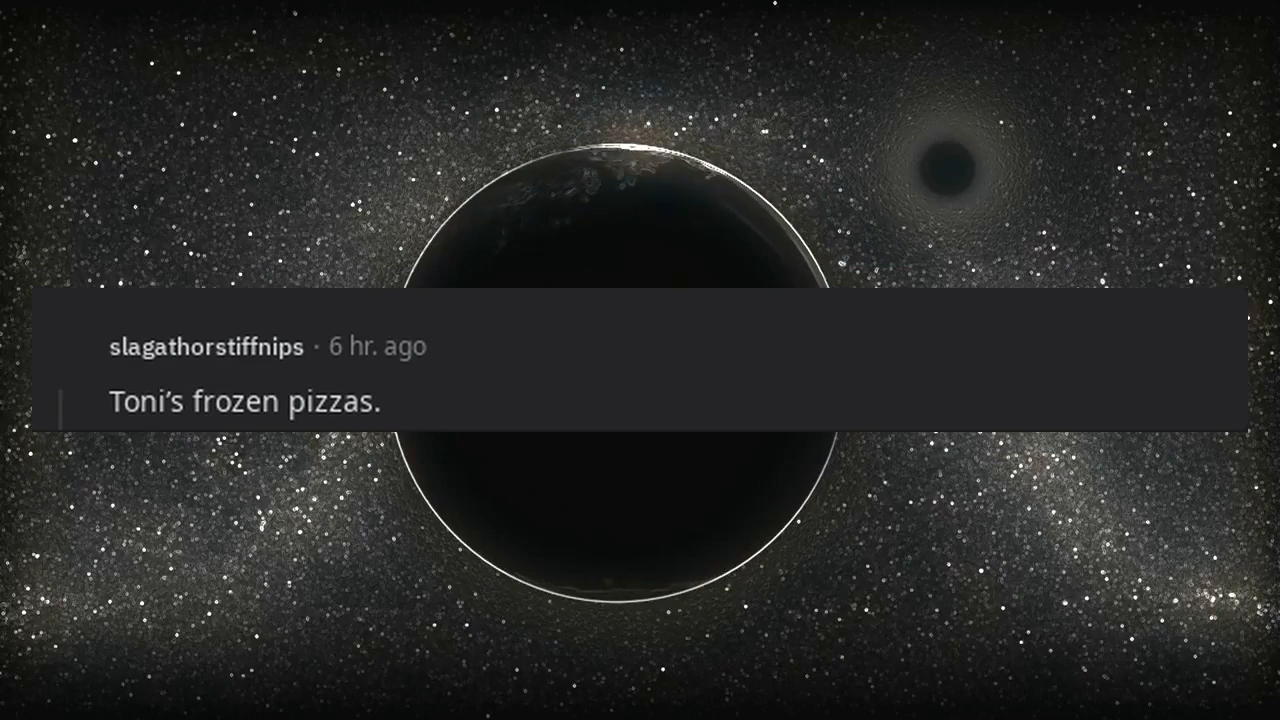 slagathorstiffnips · 6 hr. ago
Toni’s frozen pizzas.